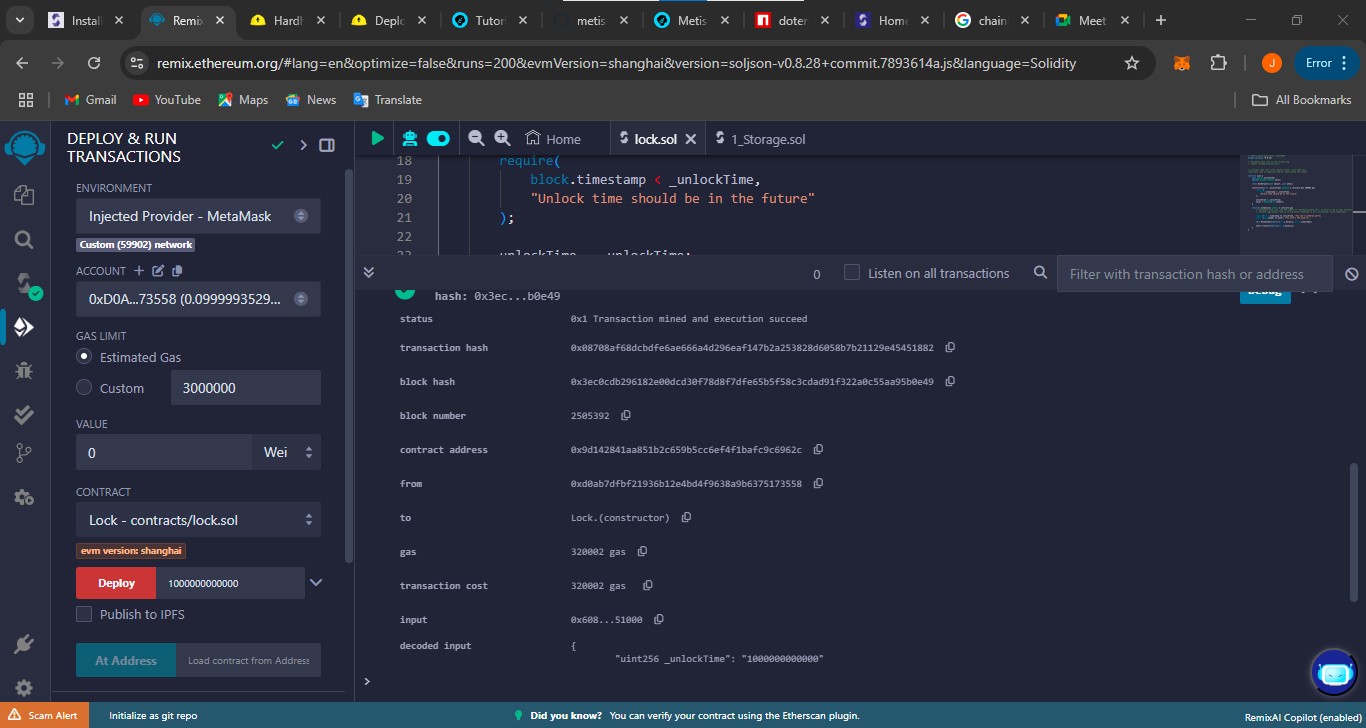 Install
Remix
Hardh
Deplo
Tutori
metis
Metis
doter
Home
chain
Meet
remix.ethereum.org/#lang=en&optimize=false&runs=200&evmVersion=shanghai&version=soljson-v0.8.28+commit.7893614a.js&language=Solidity
J
Error
Gmail
YouTube
Maps
News
Translate
All Bookmarks
DEPLOY & RUN
TRANSACTIONS
ENVIRONMENT
Injected Provider - MetaMask
Custom (59902) network
ACCOUNT
0xD0A...73558 (0.0999993529...
GAS LIMIT
Estimated Gas
Custom
3000000
VALUE
0
Wei
CONTRACT
Lock - contracts/lock.sol
evm version: shanghai
Deploy
1000000000000
Publish to IPFS
At Address
Load contract from Address
Home
lock.sol
1_Storage.sol
18 require(
19 block.timestamp < _unlockTime,
20 "Unlock time should be in the future"
21 );
22
0
Listen on all transactions
Filter with transaction hash or address
hash: 0x3ec...b0e49
Debug
status 0x1 Transaction mined and execution succeed
transaction hash 0x08708af68dcbdfe6ae666a4d296eaf147b2a253828d6058b7b21129e45451882
block hash 0x3ec0cdb296182e00dcd30f78d8f7dfe65b5f58c3cdad91f322a0c55aa95b0e49
block number 2505392
contract address 0x9d142841aa851b2c659b5cc6ef4f1bafc9c6962c
from 0xd0ab7dfbf21936b12e4bd4f9638a9b6375173558
to Lock.(constructor)
gas 320002 gas
transaction cost 320002 gas
input 0x608...51000
decoded input {
"uint256 _unlockTime": "1000000000000"
>
Scam Alert
Initialize as git repo
Did you know? You can verify your contract using the Etherscan plugin.
RemixAI Copilot (enabled)